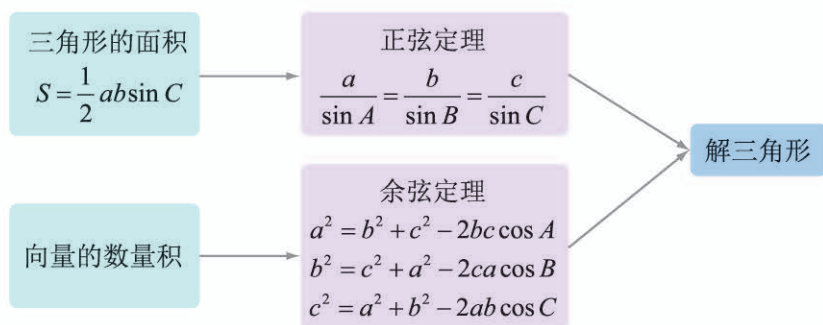 三角形的面积
S = 1/2 ab sin C
正弦定理
a/sin A = b/sin B = c/sin C
解三角形
向量的数量积
余弦定理
a² = b² + c² − 2bc cos A
b² = c² + a² − 2ca cos B
c² = a² + b² − 2ab cos C